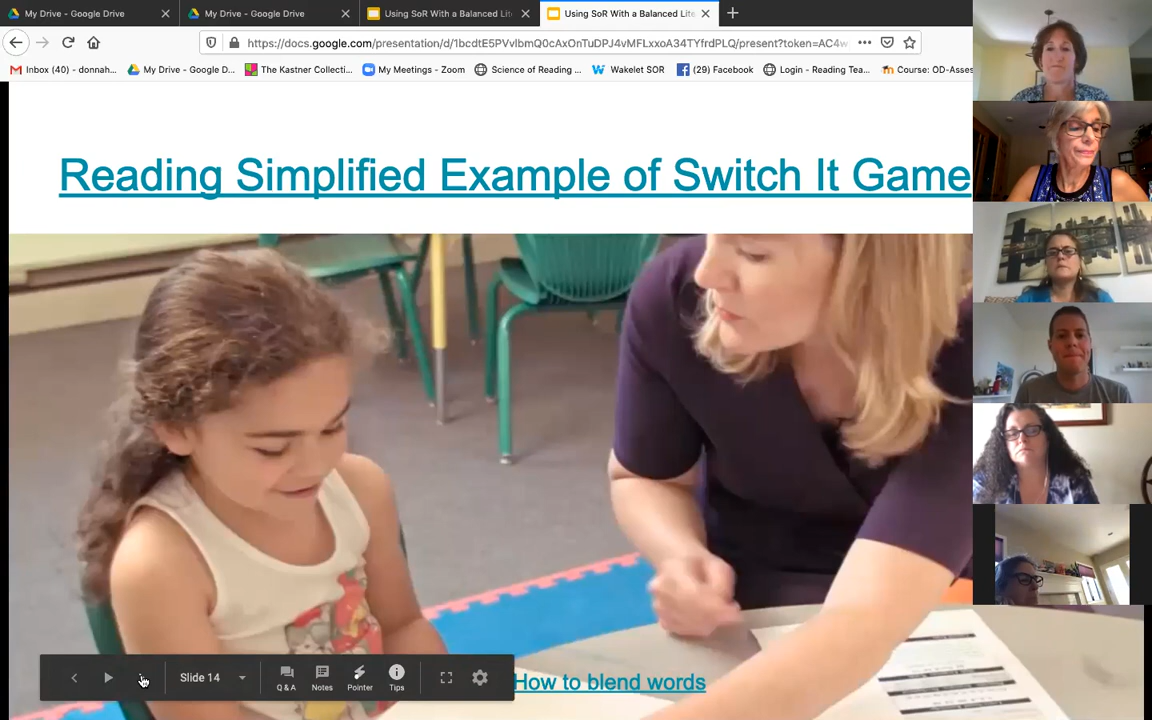 My Drive - Google Drive
My Drive - Google Drive
Using SoR With a Balanced Lite
Using SoR With a Balanced Lite
https://docs.google.com/presentation/d/1bcdtE5PVvlbmQ0cAxOnTuDPJ4vMFLxxoA34TYfrdPLQ/present?token=AC4w
Inbox (40) - donnah...
My Drive - Google D...
The Kastner Collecti...
My Meetings - Zoom
Science of Reading ...
Wakelet SOR
(29) Facebook
Login - Reading Tea...
Course: OD-Asses
Reading Simplified Example of Switch It Game
Slide 14
Q & A
Notes
Pointer
Tips
How to blend words